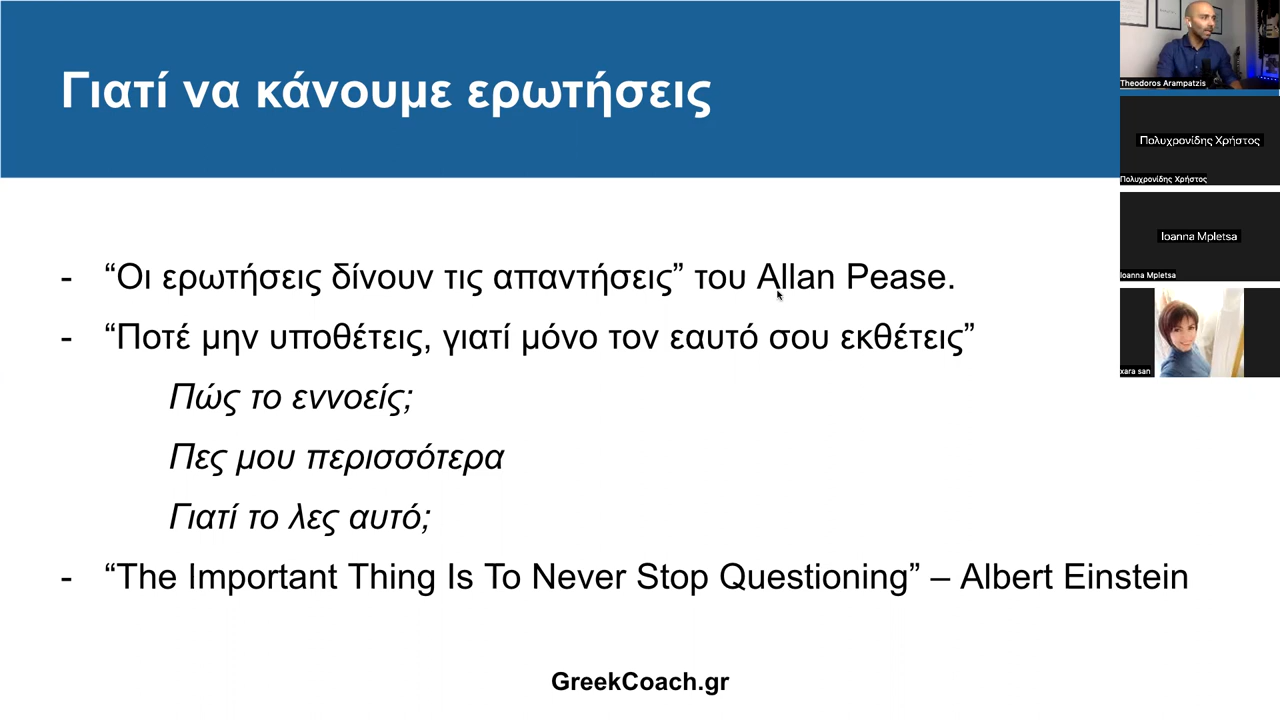 Γιατί να κάνουμε ερωτήσεις
- “Οι ερωτήσεις δίνουν τις απαντήσεις” του Allan Pease.
- “Ποτέ μην υποθέτεις, γιατί μόνο τον εαυτό σου εκθέτεις”
Πώς το εννοείς;
Πες μου περισσότερα
Γιατί το λες αυτό;
- “The Important Thing Is To Never Stop Questioning” – Albert Einstein
GreekCoach.gr
Theodoros Arampatzis
Πολυχρονίδης Χρήστος
Πολυχρονίδης Χρήστος
Ioanna Mpletsa
Ioanna Mpletsa
xara san